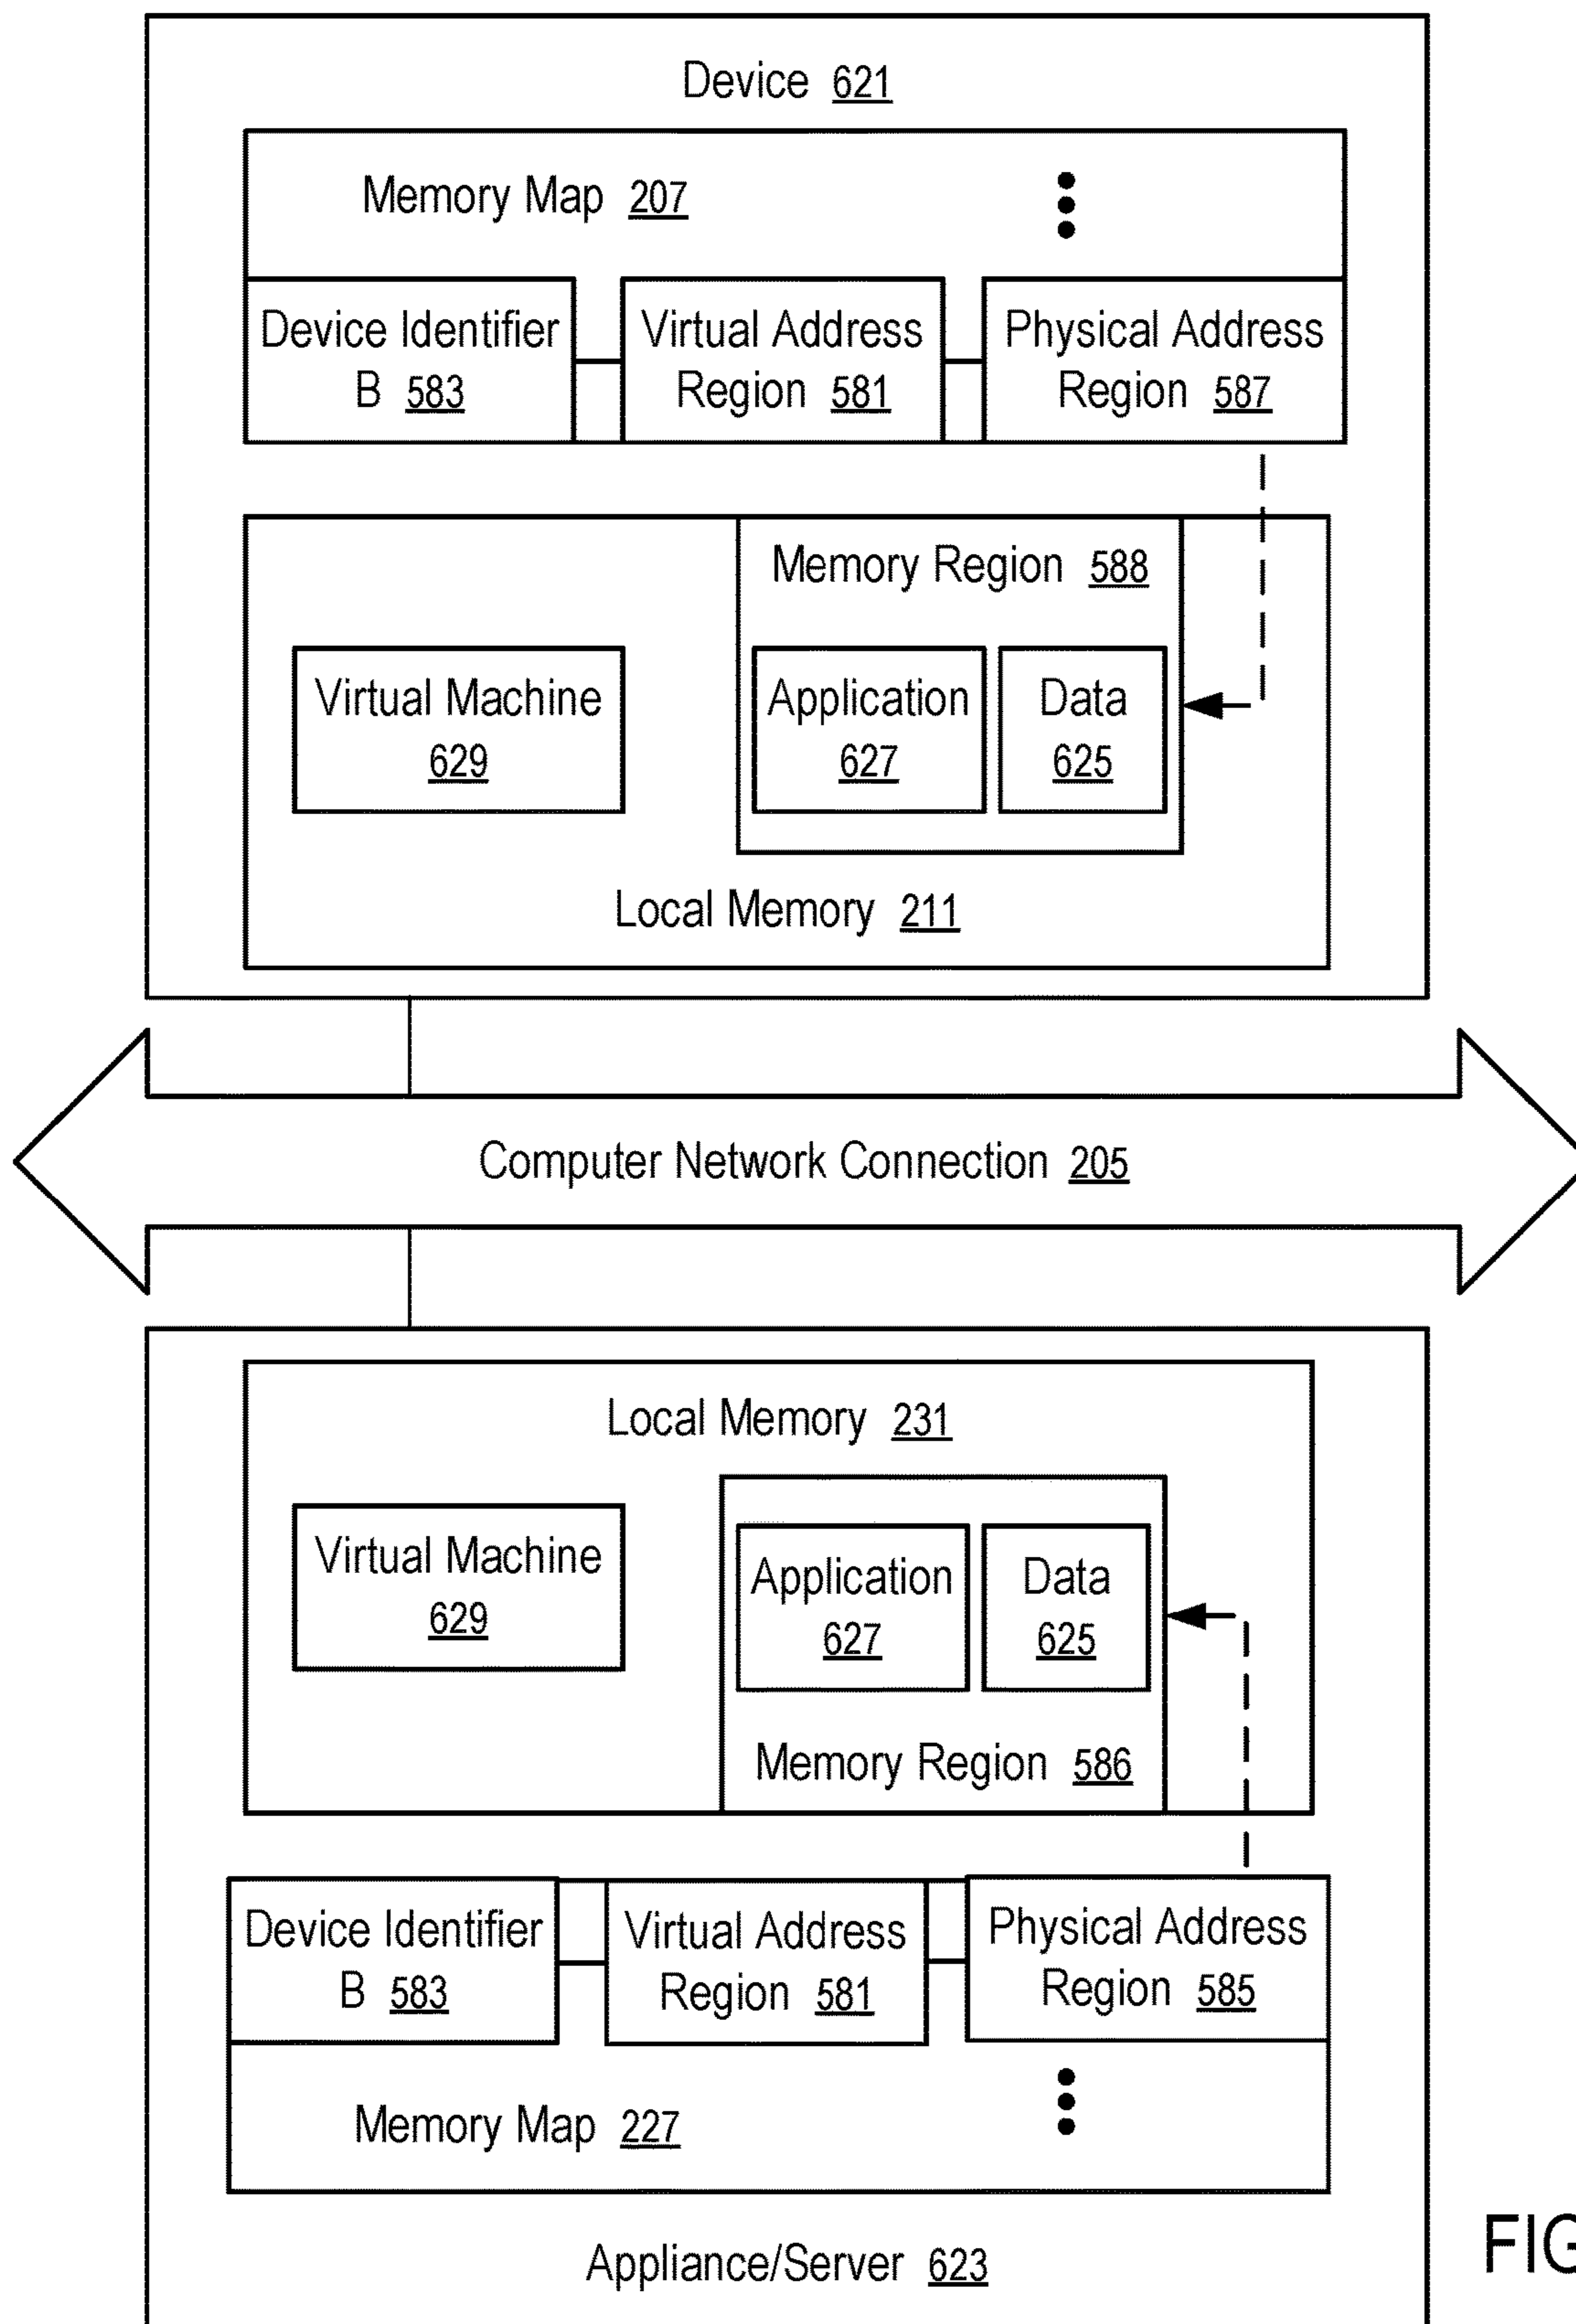 Device 621
Memory Map 207
Device Identifier
B 583
Virtual Address
Region 581
Physical Address
Region 587
Memory Region 588
Virtual Machine
629
Application
627
Data
625
Local Memory 211
Computer Network Connection 205
Local Memory 231
Virtual Machine
629
Application
627
Data
625
Memory Region 586
Device Identifier
B 583
Virtual Address
Region 581
Physical Address
Region 585
Memory Map 227
Appliance/Server 623